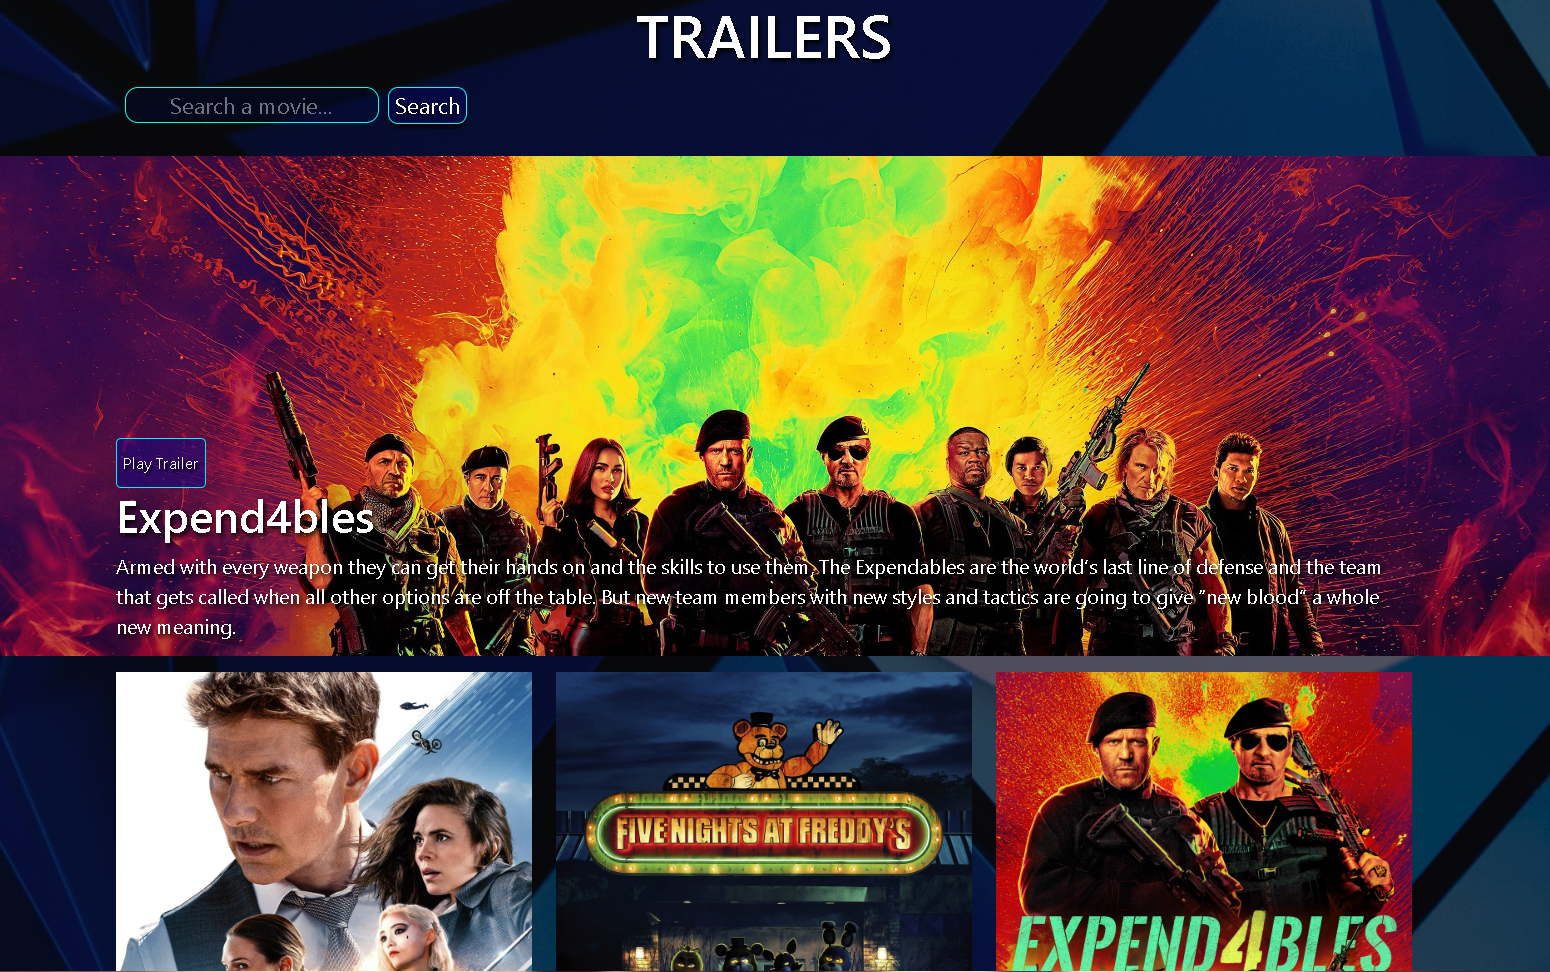 TRAILERS
Search a movie...
Search
Play Trailer
Expend4bles
Armed with every weapon they can get their hands on and the skills to use them, The Expendables are the world's last line of defense and the team
that gets called when all other options are off the table. But new team members with new styles and tactics are going to give "new blood" a whole
new meaning.
FIVE NIGHTS AT FREDDY'S
EXPEND4BLES